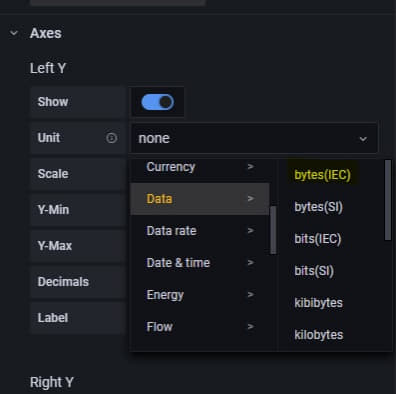 Axes
Left Y
Show
Unit none
Scale
Y-Min
Y-Max
Decimals
Label
Currency >
Data >
Data rate >
Date & time >
Energy >
Flow >
bytes(IEC)
bytes(SI)
bits(IEC)
bits(SI)
kibibytes
kilobytes
Right Y